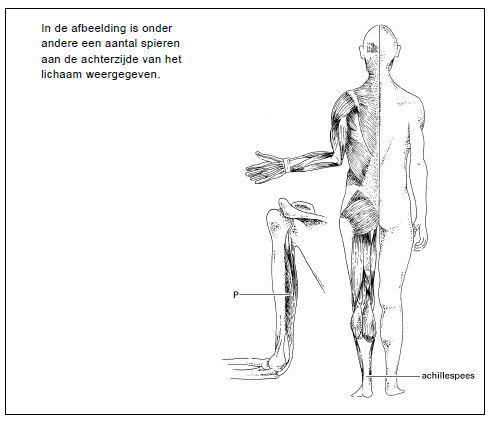 In de afbeelding is onder
andere een aantal spieren
aan de achterzijde van het
lichaam weergegeven.
P
achillespees